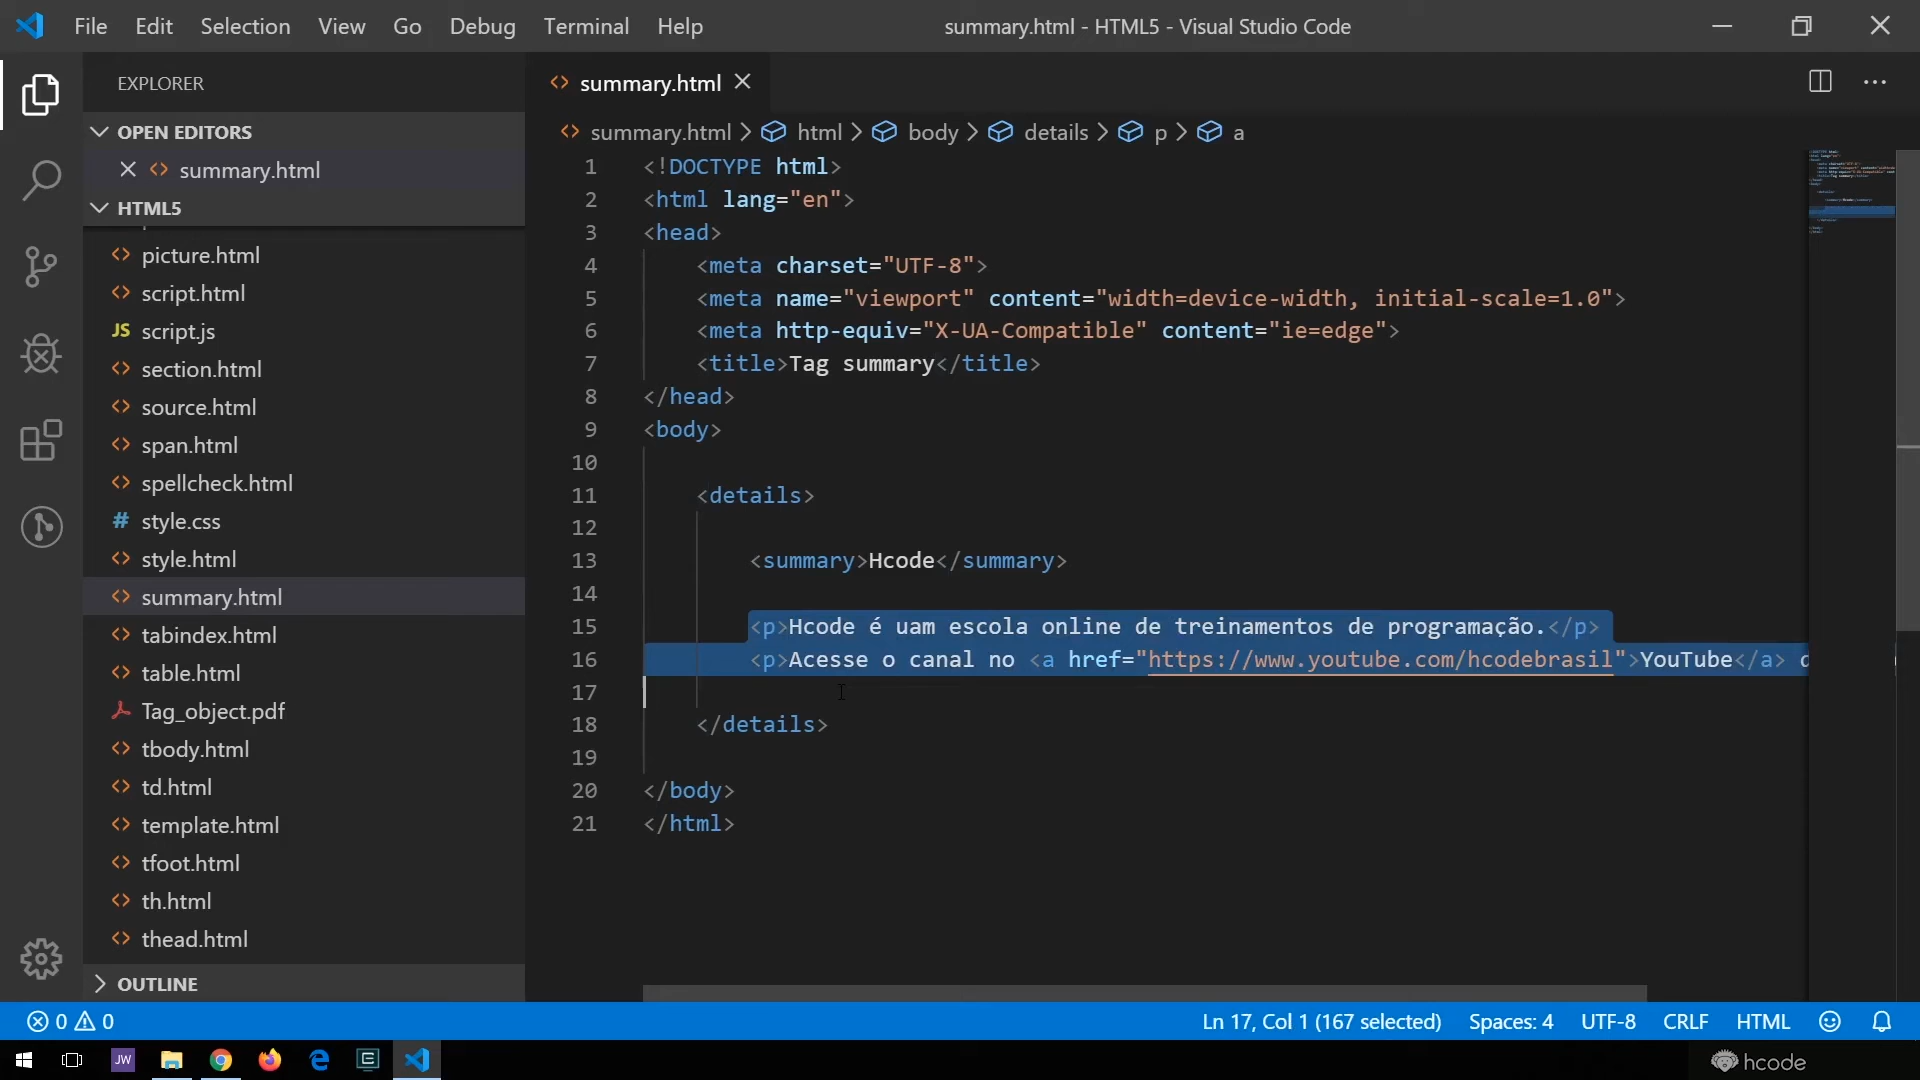 File Edit Selection View Go Debug Terminal Help
summary.html - HTML5 - Visual Studio Code
EXPLORER
OPEN EDITORS
summary.html
HTML5
picture.html
script.html
JS script.js
section.html
source.html
span.html
spellcheck.html
# style.css
style.html
summary.html
tabindex.html
table.html
Tag_object.pdf
tbody.html
td.html
template.html
tfoot.html
th.html
thead.html
OUTLINE
summary.html
summary.html > html > body > details > p > a
1 <!DOCTYPE html>
2 <html lang="en">
3 <head>
4 <meta charset="UTF-8">
5 <meta name="viewport" content="width=device-width, initial-scale=1.0">
6 <meta http-equiv="X-UA-Compatible" content="ie=edge">
7 <title>Tag summary</title>
8 </head>
9 <body>
10
11 <details>
12
13 <summary>Hcode</summary>
14
15 <p>Hcode é uam escola online de treinamentos de programação.</p>
16 <p>Acesse o canal no <a href="https://www.youtube.com/hcodebrasil">YouTube</a>
17
18 </details>
19
20 </body>
21 </html>
0 0
Ln 17, Col 1 (167 selected) Spaces: 4 UTF-8 CRLF HTML
JW
hcode